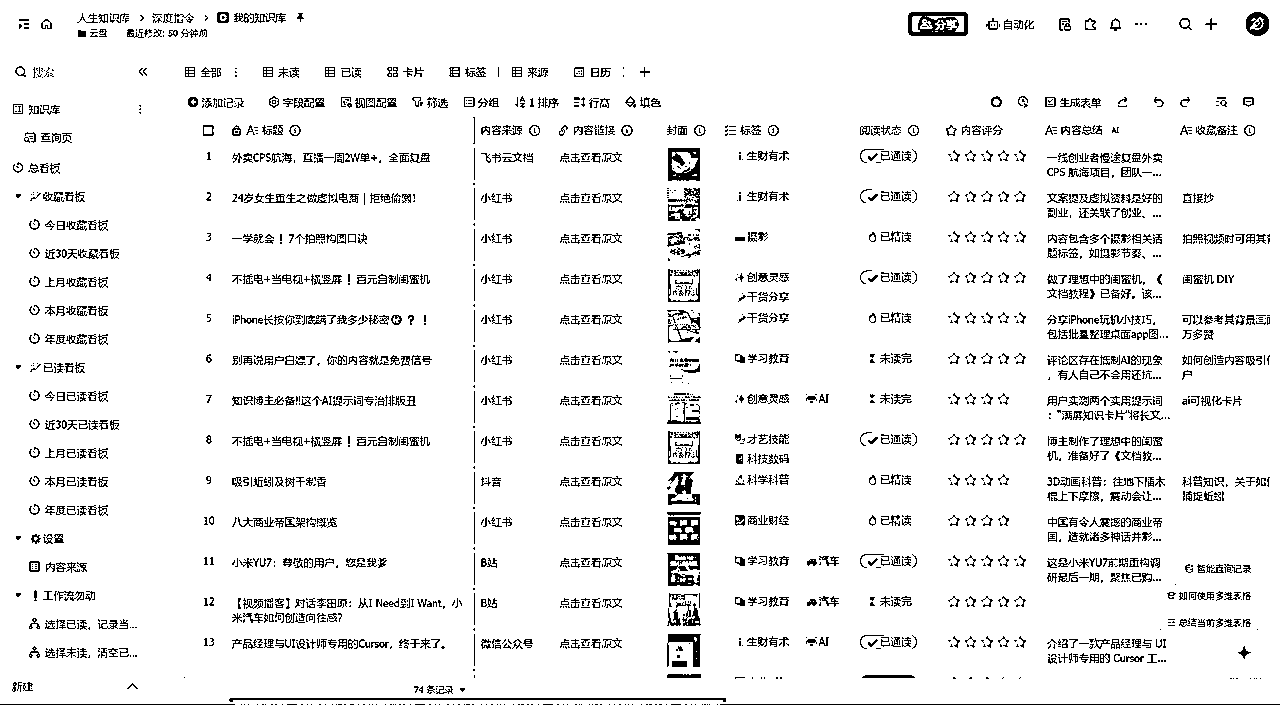 人生知识库 > 深度指令 > 我的知识库
云盘 最近修改: 50 分钟前
分享
自动化
搜索
全部 未读 已读 卡片 标签 来源 日历
添加记录 字段配置 视图配置 筛选 分组 1 排序 行高 填色
生成表单
知识库
查询页
总看板
收藏看板
今日收藏看板
近30天收藏看板
上月收藏看板
本月收藏看板
年度收藏看板
已读看板
今日已读看板
近30天已读看板
上月已读看板
本月已读看板
年度已读看板
设置
内容来源
工作流勿动
选择已读，记录当...
选择未读，清空已...
新建
标题 内容来源 内容链接 封面 标签 阅读状态 内容评分 内容总结 AI 收藏备注
1 外卖CPS航海，互撸一周2W单+，全面复盘 飞书云文档 点击查看原文 生财有术 已通读 一线创业者慢途复盘外卖
CPS 航海项目，团队一...
2 24岁女生重生之做虚拟电商｜拒绝偷懒！ 小红书 点击查看原文 生财有术 已通读 文案提及虚拟资料是好的 直接抄
副业，还关联了创业、...
3 一学就会！7个拍照构图口诀 小红书 点击查看原文 摄影 已精读 内容包含多个摄影相关话 拍照视频时可用其
题标签，如摄影节奏、...
4 不插电+当电视+横竖屏！百元自制闺蜜机 小红书 点击查看原文 创意灵感 已通读 做了理想中的闺蜜机，《 闺蜜机 DIY
干货分享 文档教程》已备好。该...
5 iPhone长按你到底瞒了我多少秘密？！ 小红书 点击查看原文 干货分享 已精读 分享iPhone玩机小技巧， 可以参考其背景画
包括批量整理桌面app图... 万多赞
6 别再说用户白嫖了，你的内容就是免费信号 小红书 点击查看原文 学习教育 未读完 评论区存在抵制AI的现象 如何创造内容吸引
，有人自己不会用还抗... 户
7 知识博主必备!!这个AI提示词专治排版丑 小红书 点击查看原文 创意灵感 AI 未读完 用户实测两个实用提示词 ai可视化卡片
："满屏知识卡片"将长文...
8 不插电+当电视+横竖屏！百元自制闺蜜机 小红书 点击查看原文 才艺技能 已通读 博主制作了理想中的闺蜜
科技数码 机，准备好了《文档教...
9 吸引蚯蚓及树干制香 抖音 点击查看原文 科学科普 已精读 3D动画科普：往地下插木 科普知识，关于如
棍上下摩擦，震动会让... 捕捉蚯蚓
10 八大商业帝国架构概览 小红书 点击查看原文 商业财经 已精读 中国有令人震撼的商业帝
国，造就诸多神话并影...
11 小米YU7：尊敬的用户，您是我爹 B站 点击查看原文 学习教育 汽车 已通读 这是小米YU7前期重构调
研最后一期，聚焦已购...
12 【视频播客】对话李田原：从I Need到I Want，小 B站 点击查看原文 学习教育 汽车 未读完
米汽车如何创造向往感？
13 产品经理与UI设计师专用的Cursor，终于来了。 微信公众号 点击查看原文 生财有术 AI 已通读 介绍了一款产品经理与 UI
设计师专用的 Cursor 工...
智能查询记录
如何使用多维表格
总结当前多维表格
74 条记录